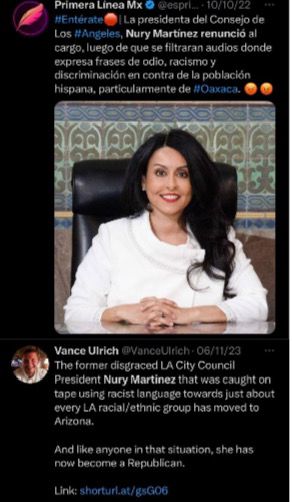 Primera Línea Mx @espri... · 10/10/22 ...
#Entérate🔴| La presidenta del Consejo de
Los #Angeles, Nury Martínez renunció al
cargo, luego de que se filtraran audios donde
expresa frases de odio, racismo y
discriminación en contra de la población
hispana, particularmente de #Oaxaca. 😡 😡
Vance Ulrich @VanceUlrich · 06/11/23 ...
The former disgraced LA City Council
President Nury Martinez that was caught on
tape using racist language towards just about
every LA racial/ethnic group has moved to
Arizona.
And like anyone in that situation, she has
now become a Republican.
Link: shorturl.at/gsG06